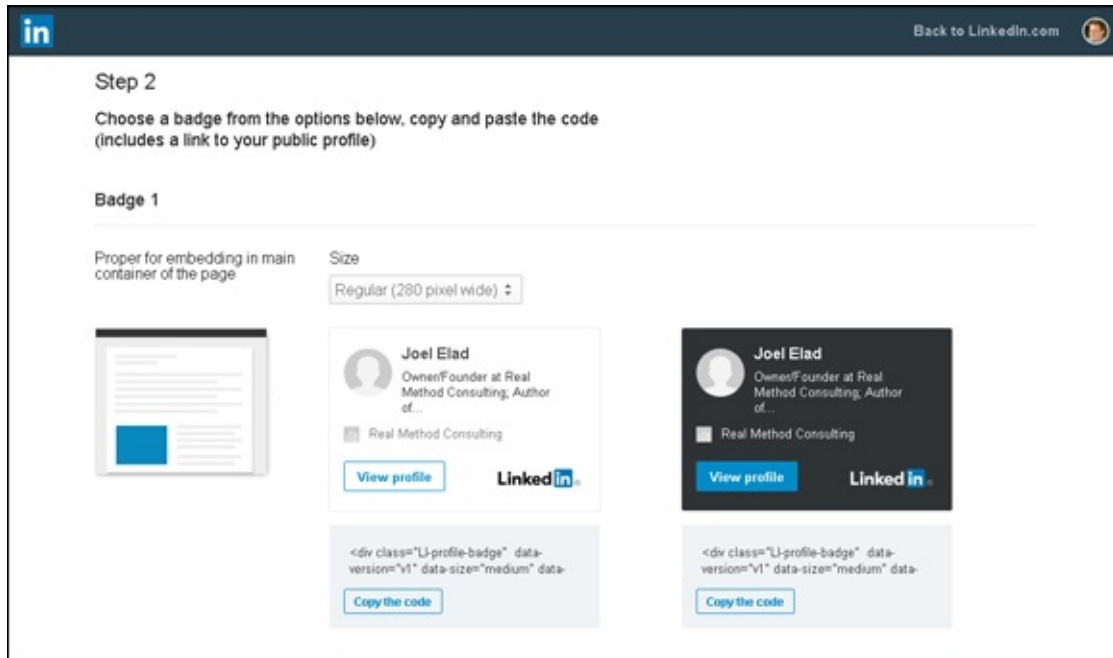 in
Back to LinkedIn.com
Step 2
Choose a badge from the options below, copy and paste the code
(includes a link to your public profile)
Badge 1
Proper for embedding in main
container of the page
Size
Regular (280 pixel wide)
Joel Elad
Owner/Founder at Real
Method Consulting; Author
of...
Real Method Consulting
View profile
Linked in
<div class="LI-profile-badge" data-
version="v1" data-size="medium" data-
Copy the code
Joel Elad
Owner/Founder at Real
Method Consulting; Author
of...
Real Method Consulting
View profile
Linked in
<div class="LI-profile-badge" data-
version="v1" data-size="medium" data-
Copy the code